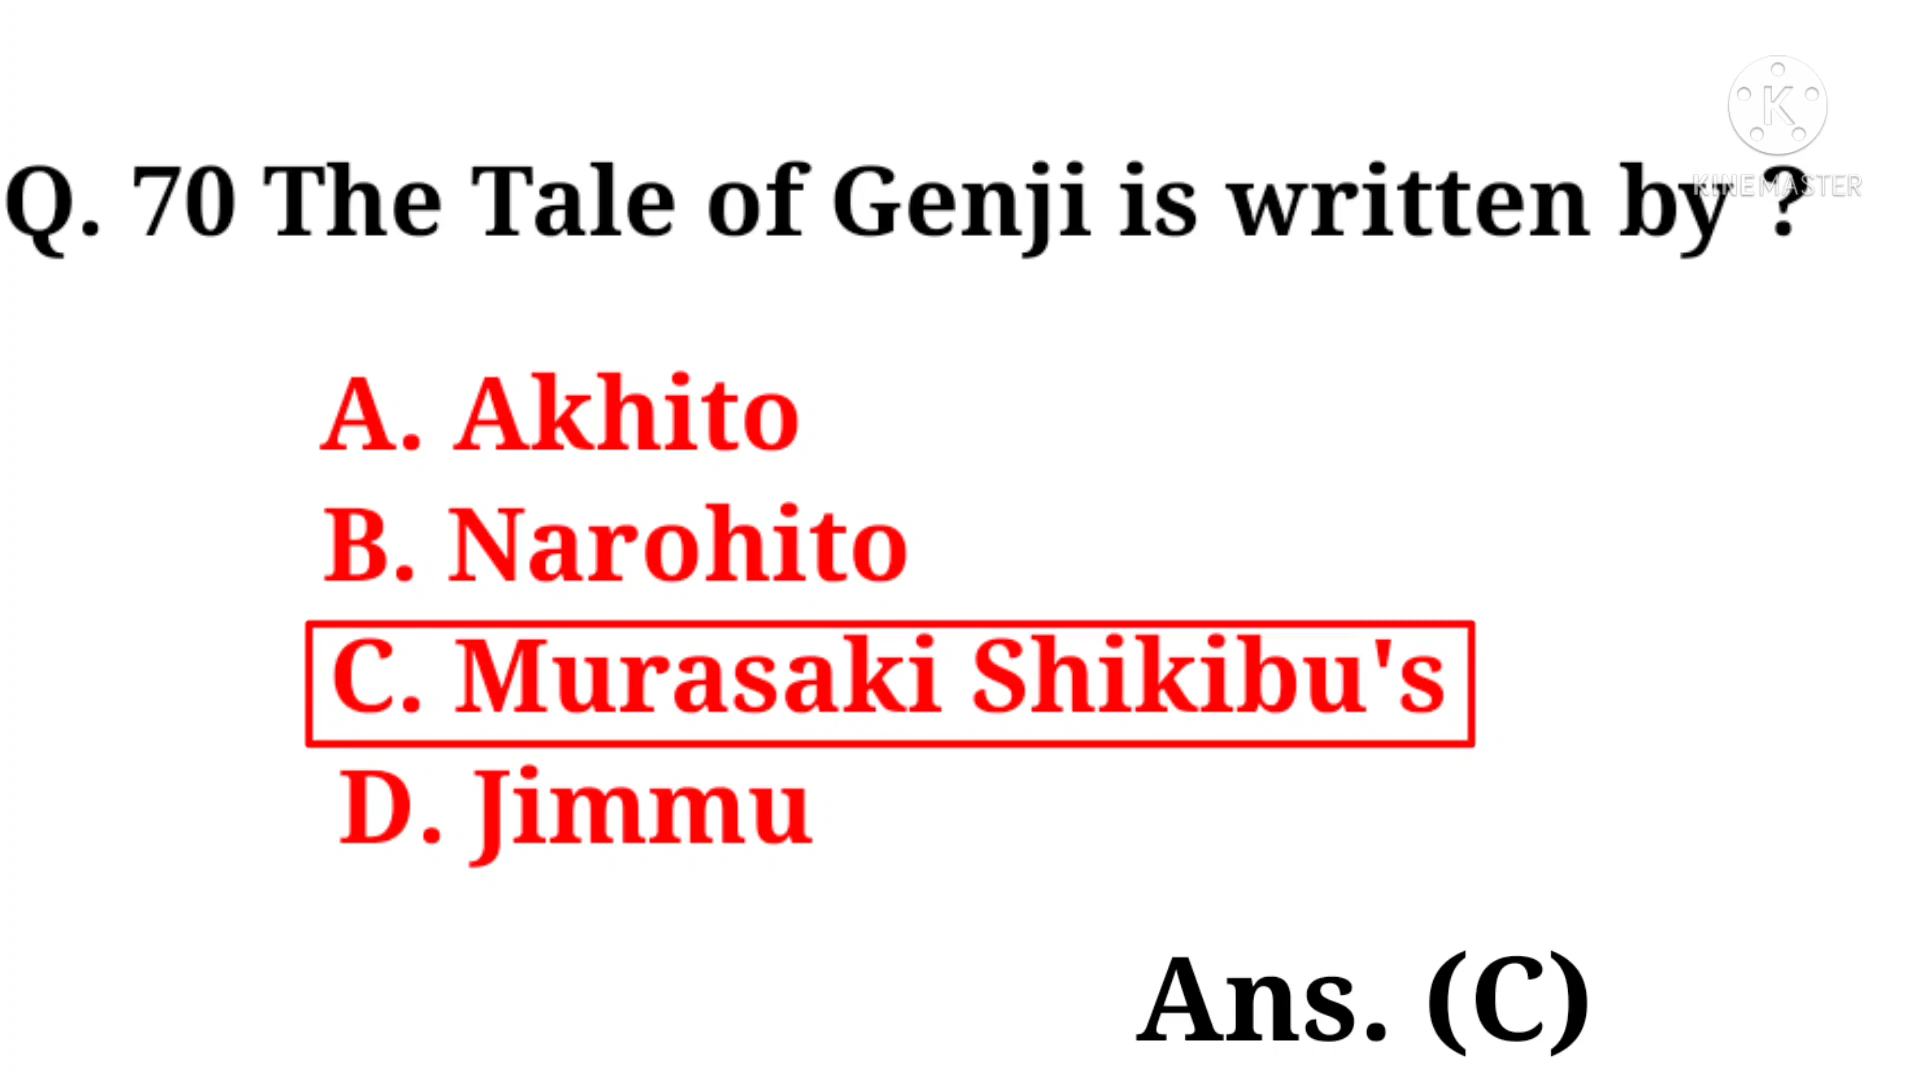 K
KINEMASTER
Q. 70 The Tale of Genji is written by ?
A. Akhito
B. Narohito
C. Murasaki Shikibu's
D. Jimmu
Ans. (C)